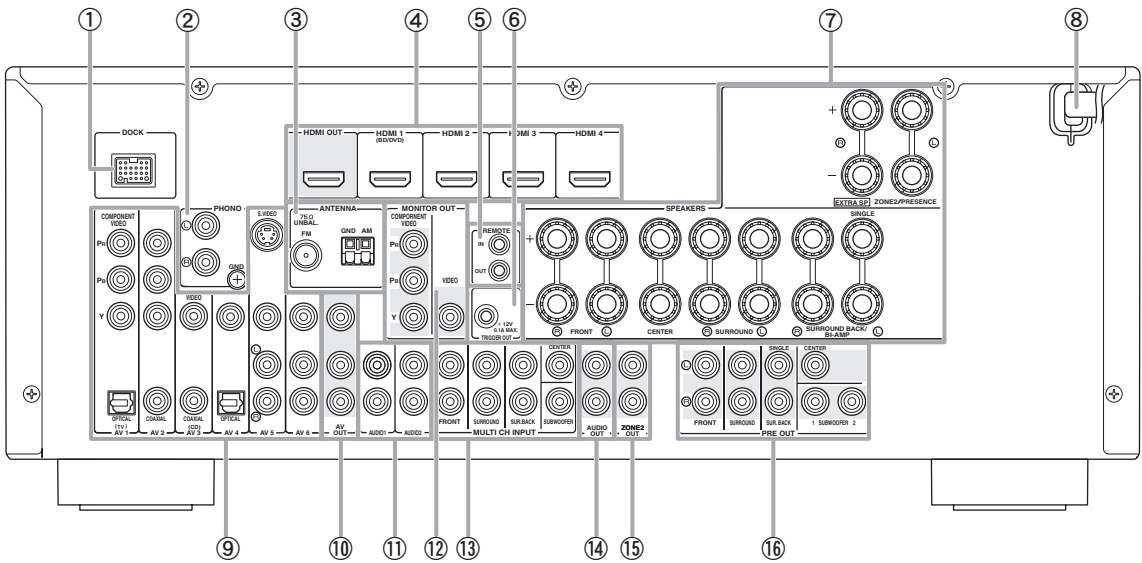 ① ② ③ ④ ⑤ ⑥ ⑦ ⑧
DOCK
HDMI OUT
HDMI 1
(BD/DVD)
HDMI 2
HDMI 3
HDMI 4
+
R
L
−
EXTRA SP
ZONE2/PRESENCE
COMPONENT
VIDEO
PR
PB
Y
PHONO
L
R
GND
S.VIDEO
ANTENNA
75Ω
UNBAL.
FM
GND AM
MONITOR OUT
COMPORNENT
VIDEO
PR
PB
Y
VIDEO
REMOTE
IN
OUT
+ 12V
0.1A MAX.
TRIGGER OUT
SPEAKERS
SINGLE
+
−
R FRONT L
CENTER
R SURROUND L
R SURROUND BACK/
BI-AMP L
VIDEO
L
R
OPTICAL
(TV)
AV 1
COAXIAL
AV 2
COAXIAL
(CD)
AV 3
OPTICAL
AV 4
AV 5
AV 6
AV
OUT
AUDIO1
AUDIO2
CENTER
FRONT
SURROUND
SUR.BACK
SUBWOOFER
MULTI CH INPUT
AUDIO
OUT
ZONE2
OUT
SINGLE
CENTER
L
R
FRONT
SURROUND
SUR.BACK
1 SUBWOOFER 2
PRE OUT
⑨ ⑩ ⑪ ⑫ ⑬ ⑭ ⑮ ⑯